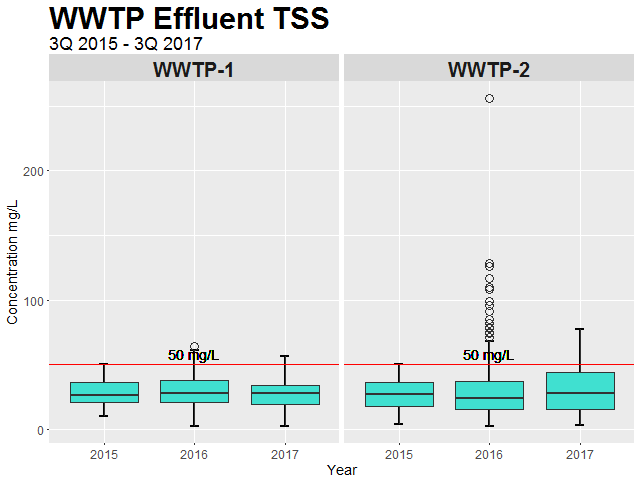 WWTP Effluent TSS
3Q 2015 - 3Q 2017
WWTP-1 WWTP-2
Concentration mg/L
200
100
0
50 mg/L 50 mg/L
2015 2016 2017 2015 2016 2017
Year